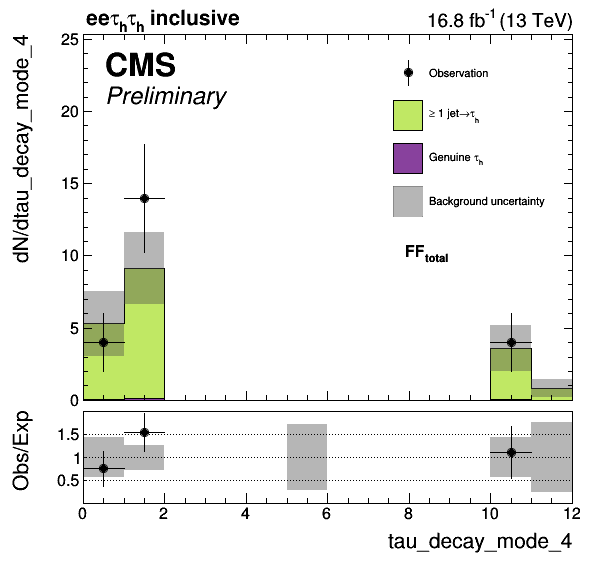 eeτhτh inclusive
16.8 fb⁻¹ (13 TeV)
dN/dtau_decay_mode_4
25
20
15
10
5
0
CMS
Preliminary
Observation
≥ 1 jet→τh
Genuine τh
Background uncertainty
FFtotal
Obs/Exp
1.5
1
0.5
0 2 4 6 8 10 12
tau_decay_mode_4